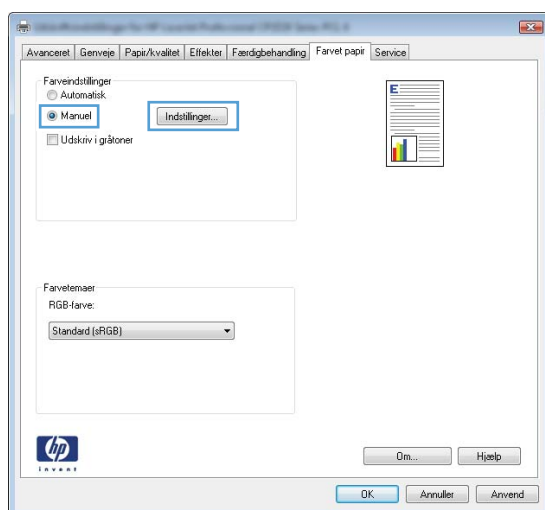 Avanceret Genveje Papir/kvalitet Effekter Færdigbehandling Farvet papir Service
Farveindstillinger
Automatisk
Manuel Indstillinger...
Udskriv i gråtoner
E
Farvetemaer
RGB-farve:
Standard (sRGB)
hp
invent
Om... Hjælp
OK Annuller Anvend